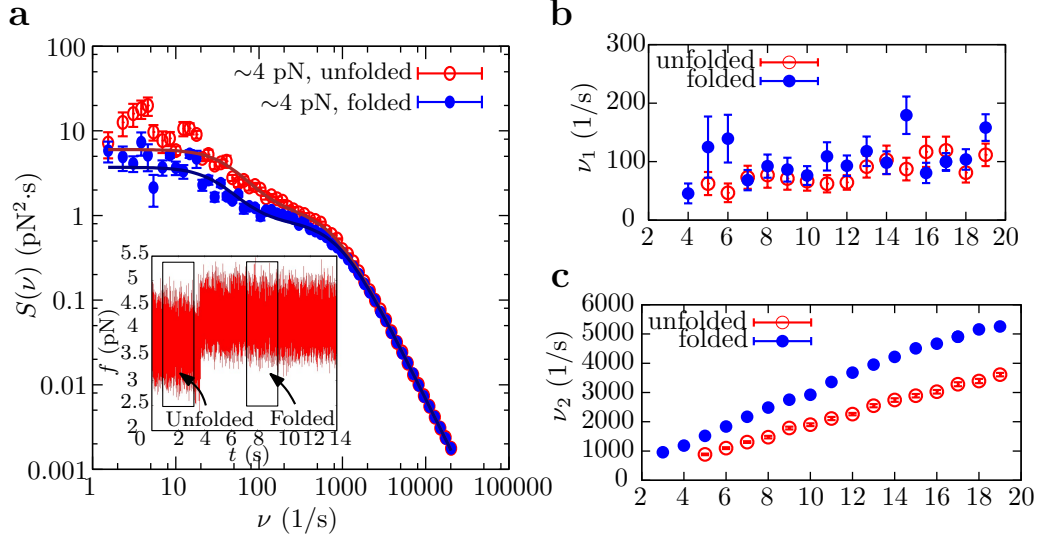 a
S(ν) (pN²·s)
100
10
1
0.1
0.01
0.001
1
10
100
1000
10000
100000
ν (1/s)
~4 pN, unfolded
~4 pN, folded
f (pN)
5.5
5
4.5
4
3.5
3
2.5
2
0 2 4 6 8 10 12 14
t (s)
Unfolded
Folded
b
ν₁ (1/s)
300
200
100
0
2 4 6 8 10 12 14 16 18 20
unfolded
folded
c
ν₂ (1/s)
6000
5000
4000
3000
2000
1000
0
2 4 6 8 10 12 14 16 18 20
unfolded
folded